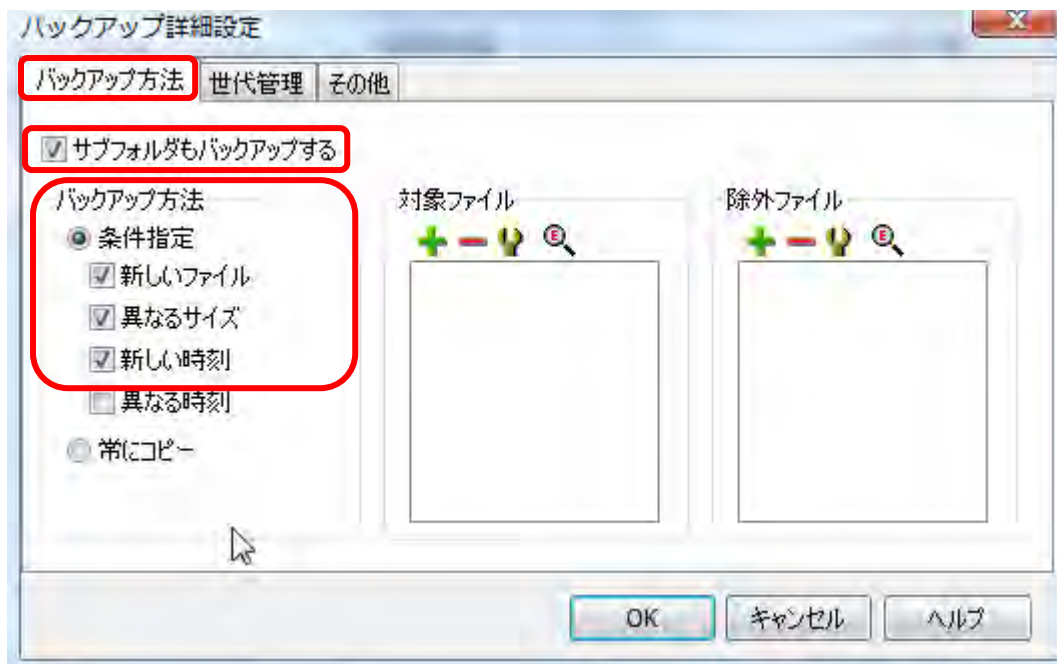 バックアップ詳細設定
バックアップ方法 世代管理 その他
サブフォルダもバックアップする
バックアップ方法 対象ファイル 除外ファイル
条件指定
新しいファイル
異なるサイズ
新しい時刻
異なる時刻
常にコピー
OK キャンセル ヘルプ